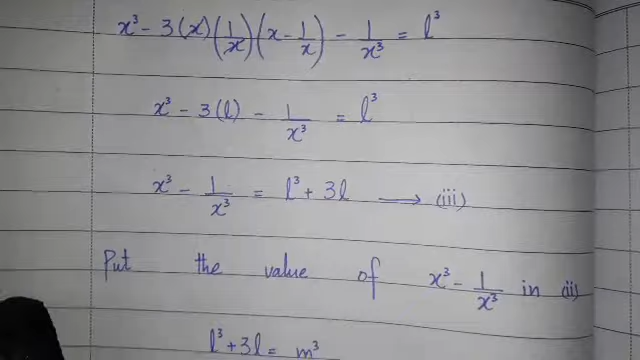 x³ - 3(x)(1/x)(x - 1/x) - 1/x³ = l³
x³ - 3(l) - 1/x³ = l³
x³ - 1/x³ = l³ + 3l ⟶ (iii)
Put the value of x³ - 1/x³ in (ii)
l³ + 3l = m³